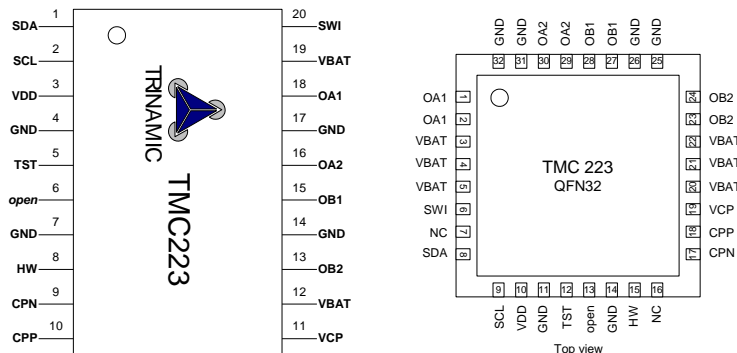 1 20
SDA SWI
2 19
SCL VBAT
3 18
VDD OA1
4 17
GND GND
5 16
TST OA2
6 15
open OB1
7 14
GND GND
8 13
HW OB2
9 12
CPN VBAT
10 11
CPP VCP
TRINAMIC
TMC223
GND GND OA2 OA2 OB1 OB1 GND GND
32 31 30 29 28 27 26 25
OA1 1 24 OB2
OA1 2 23 OB2
VBAT 3 22 VBAT
VBAT 4 21 VBAT
VBAT 5 20 VBAT
SWI 6 19 VCP
NC 7 18 CPP
SDA 8 17 CPN
TMC 223
QFN32
9 10 11 12 13 14 15 16
SCL VDD GND TST open GND HW NC
Top view